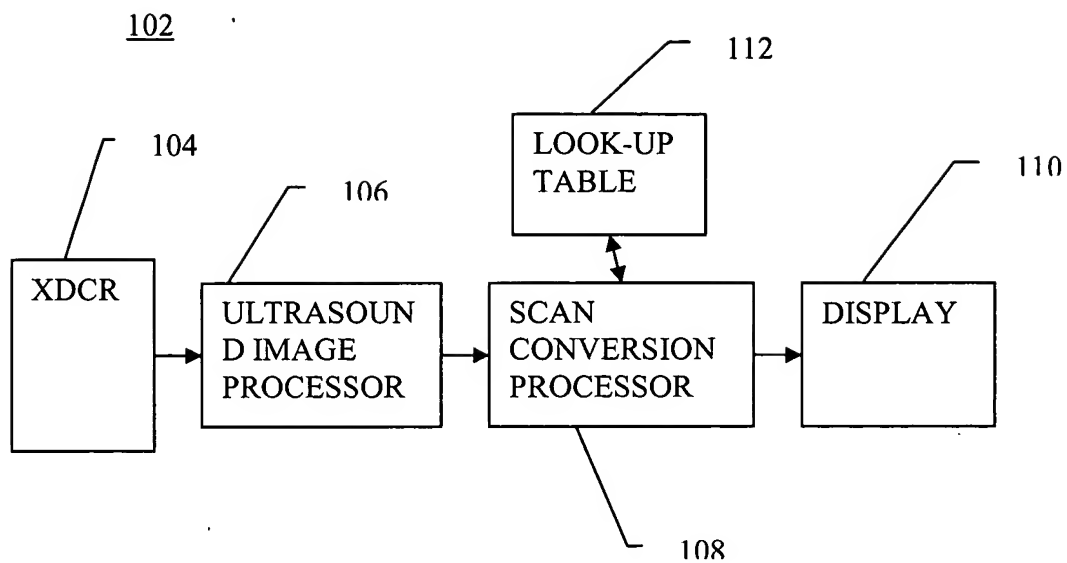 102
112
LOOK-UP
TABLE
104
110
106
XDCR
ULTRASOUN
D IMAGE
PROCESSOR
SCAN
CONVERSION
PROCESSOR
DISPLAY
108